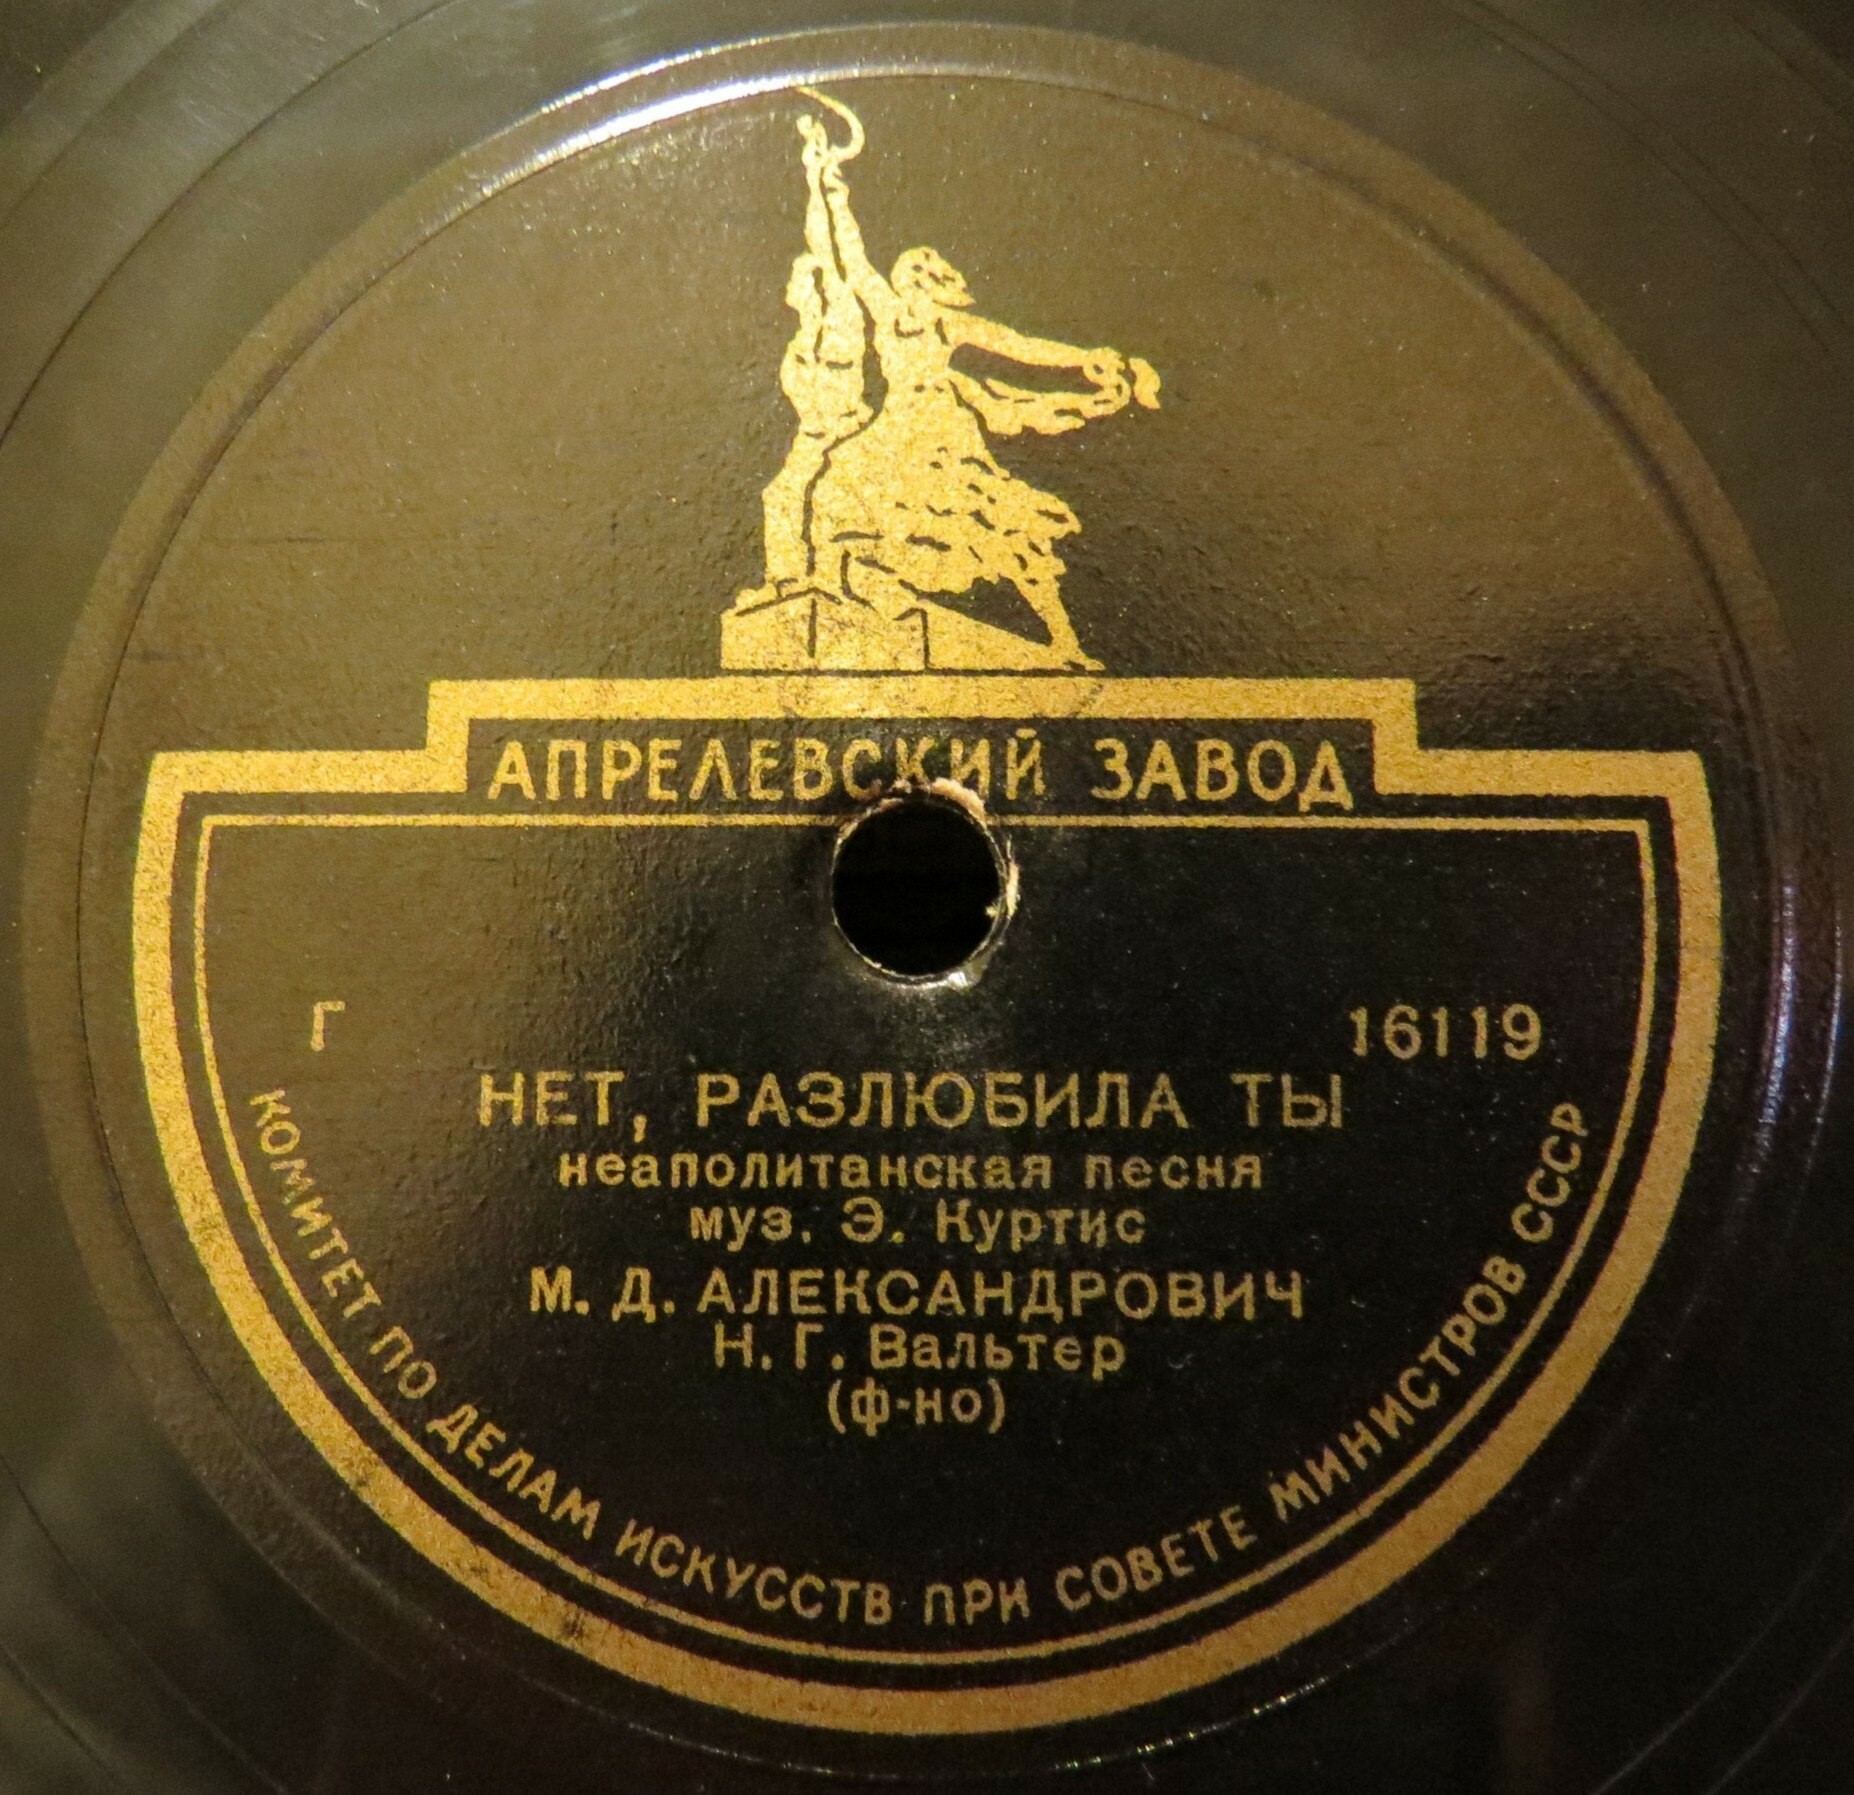 АПРЕЛЕВСКИЙ ЗАВОД
Г
16119
НЕТ, РАЗЛЮБИЛА ТЫ
неаполитанская песня
муз. Э. Куртис
М. Д. АЛЕКСАНДРОВИЧ
Н. Г. Вальтер
(ф-но)
КОМИТЕТ ПО ДЕЛАМ ИСКУССТВ ПРИ СОВЕТЕ МИНИСТРОВ СССР